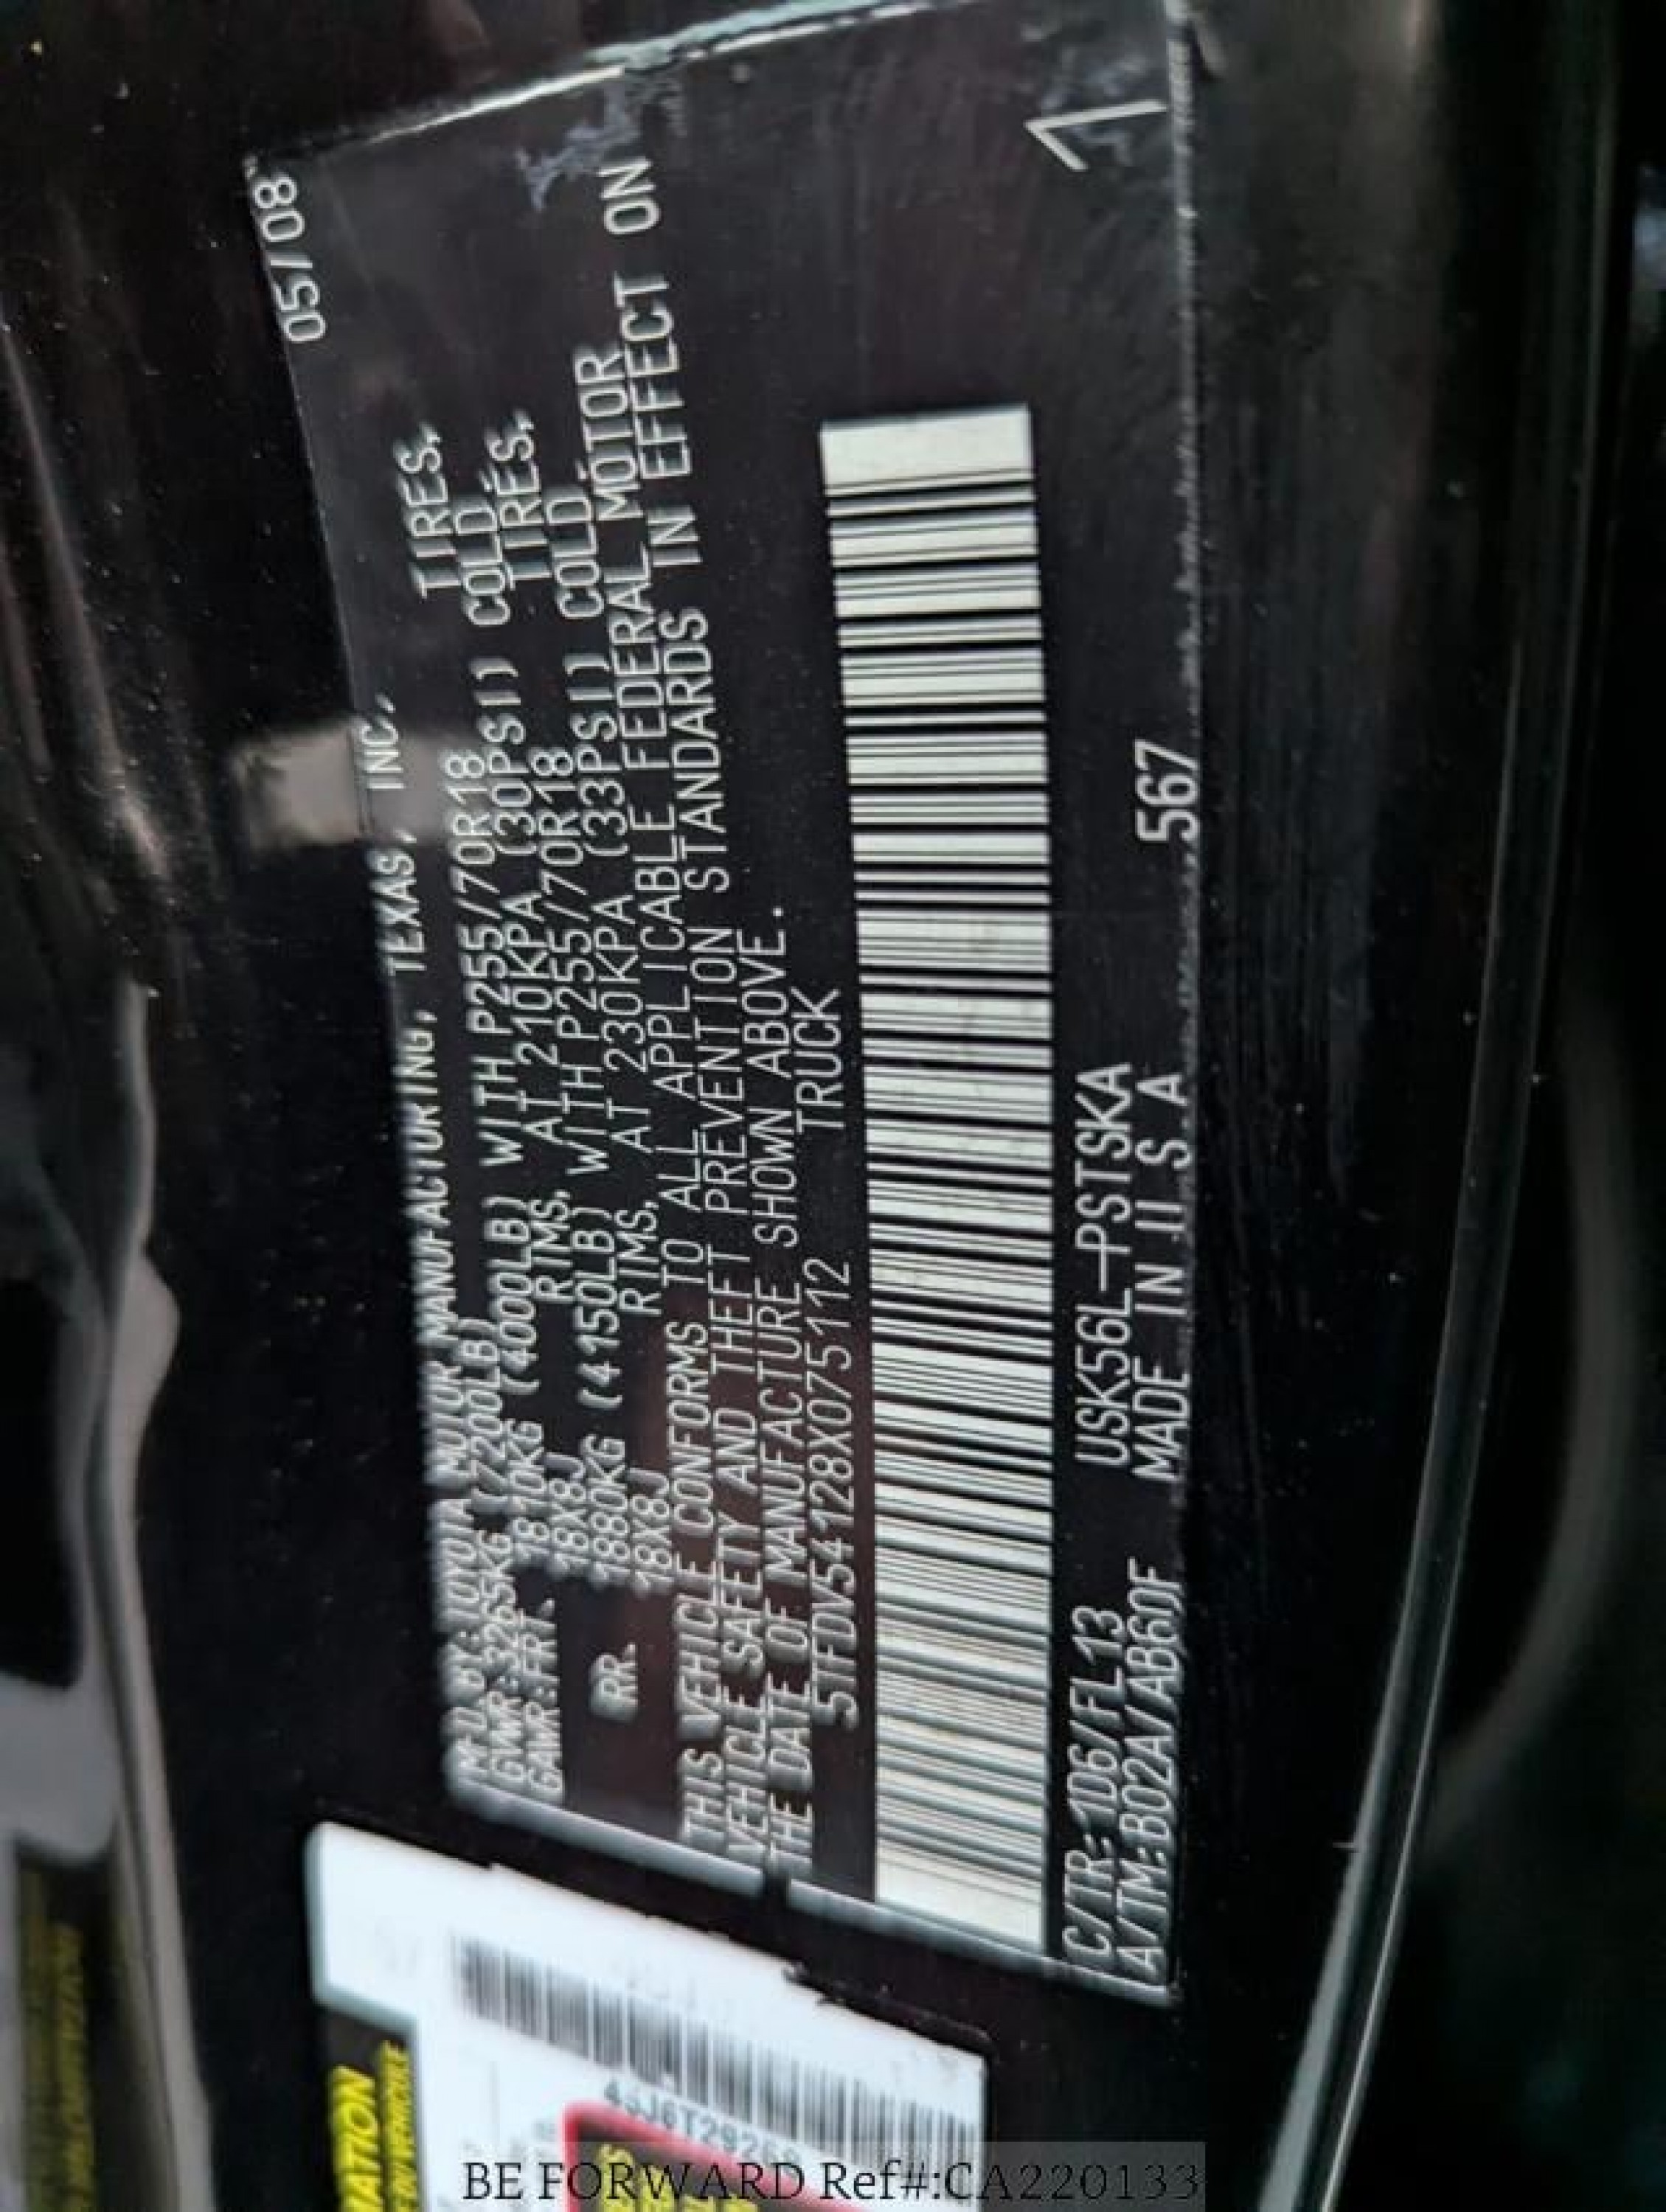 MFD. BY: TOYOTA MOTOR MANUFACTURING, TEXAS, INC. 05/08
GVWR: 3265KG (7200LB)
GAWR: FR. 1810KG (4000LB) WITH P255/70R18 TIRES,
18X8J RIMS, AT 210KPA (30PSI) COLD
RR. 1880KG (4150LB) WITH P255/70R18 TIRES,
18X8J RIMS, AT 230KPA (33PSI) COLD
THIS VEHICLE CONFORMS TO ALL APPLICABLE FEDERAL MOTOR
VEHICLE SAFETY AND THEFT PREVENTION STANDARDS IN EFFECT ON
THE DATE OF MANUFACTURE SHOWN ABOVE.
5TFDV54128X075112 TRUCK
C/TR: 1D6/FL13 USK56L-PSTSKA
A/TM: B02A/AB60F MADE IN U S A 567
BE FORWARD Ref#:CA220133